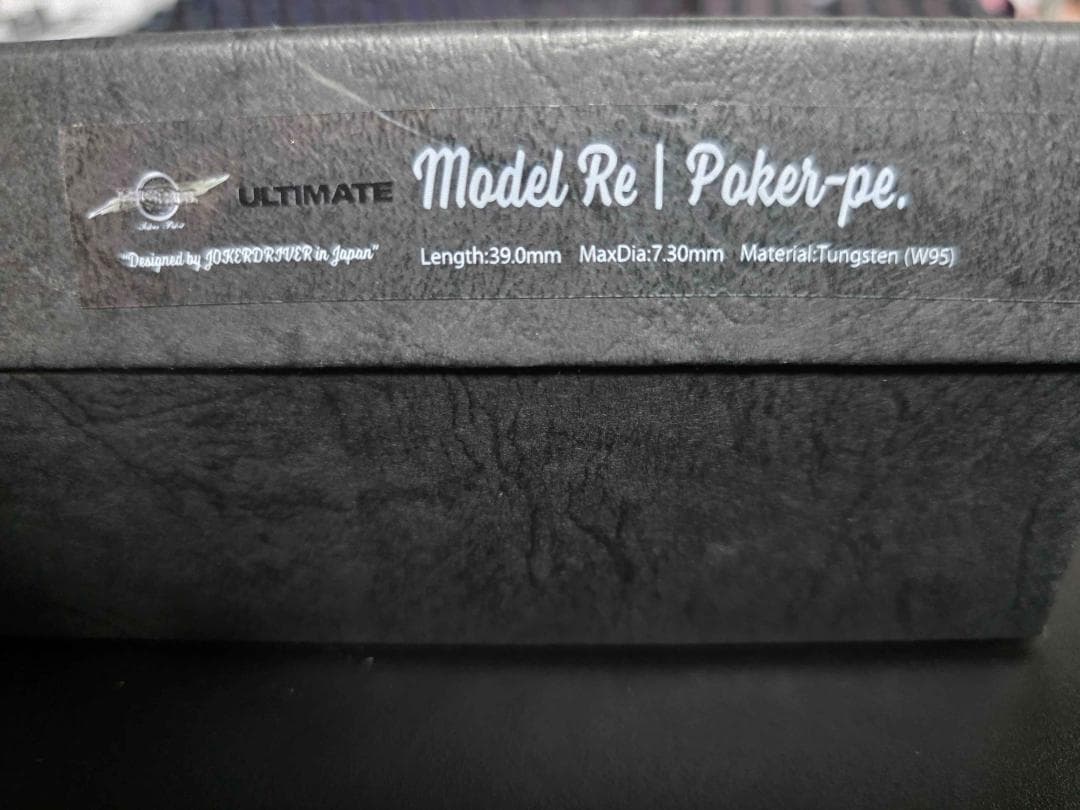 ULTIMATE
Model Re | Poker-pe.
"Designed by JOKERDRIVER in Japan"
Length:39.0mm MaxDia:7.30mm Material:Tungsten (W95)